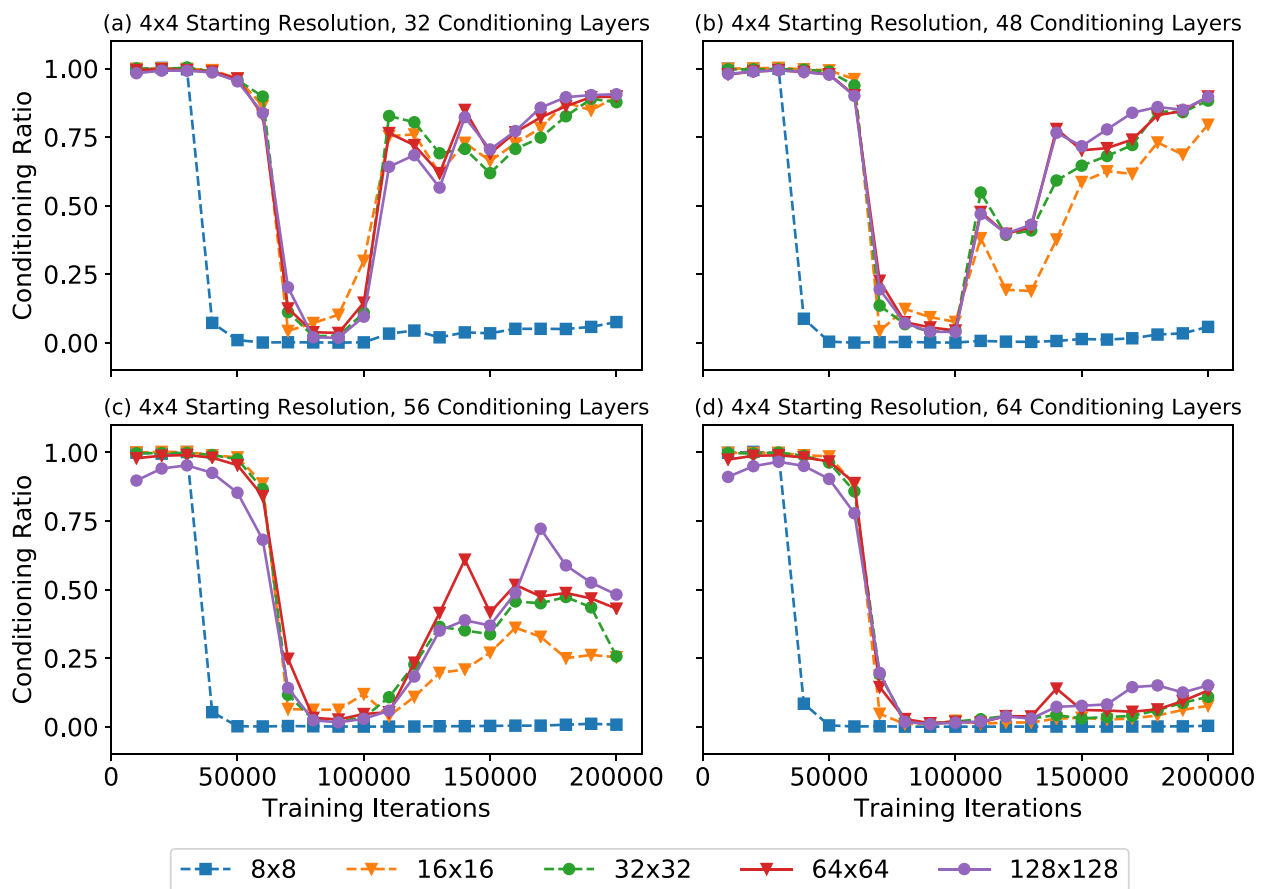 (a) 4x4 Starting Resolution, 32 Conditioning Layers
(b) 4x4 Starting Resolution, 48 Conditioning Layers
1.00
0.75
0.50
0.25
0.00
Conditioning Ratio
(c) 4x4 Starting Resolution, 56 Conditioning Layers
(d) 4x4 Starting Resolution, 64 Conditioning Layers
1.00
0.75
0.50
0.25
0.00
Conditioning Ratio
0 50000 100000 150000 200000
0 50000 100000 150000 200000
Training Iterations
Training Iterations
8x8 16x16 32x32 64x64 128x128